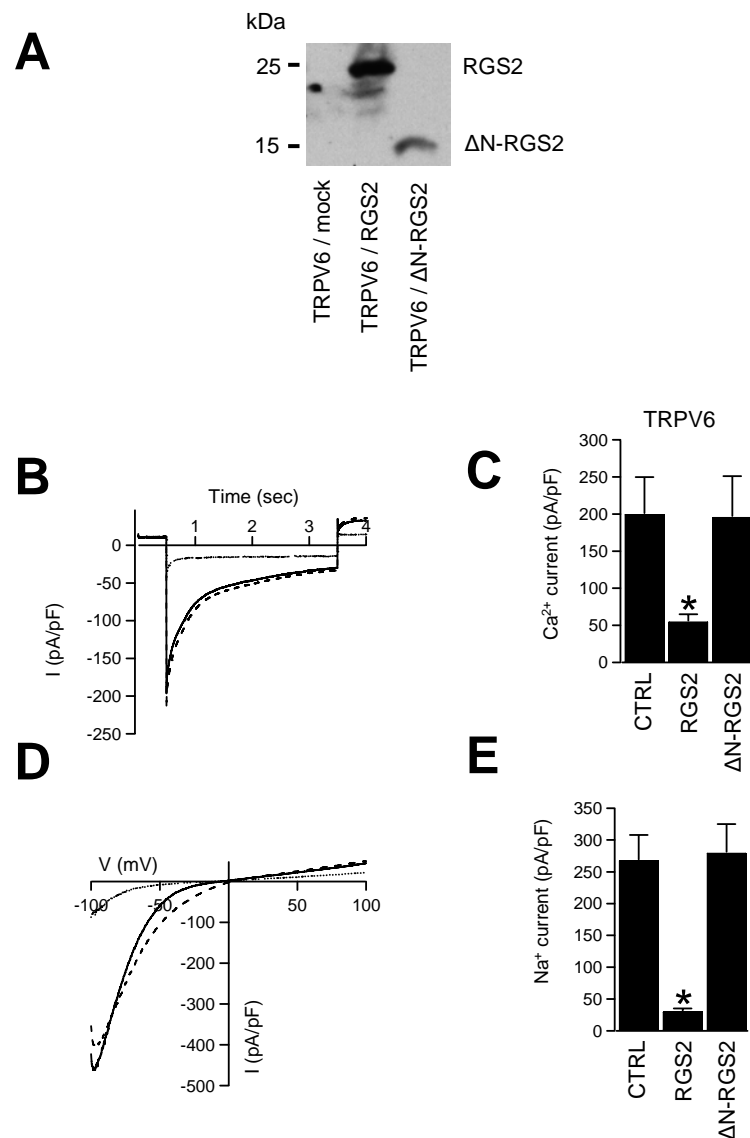 A
kDa
25
RGS2
15
ΔN-RGS2
TRPV6 / mock
TRPV6 / RGS2
TRPV6 / ΔN-RGS2
B
Time (sec)
1
2
3
4
0
-50
-100
-150
-200
-250
I (pA/pF)
C
TRPV6
300
250
200
150
100
50
0
Ca²⁺ current (pA/pF)
*
CTRL
RGS2
ΔN-RGS2
D
V (mV)
-100
-50
50
100
-100
-200
-300
-400
-500
I (pA/pF)
E
350
300
250
200
150
100
50
0
Na⁺ current (pA/pF)
*
CTRL
RGS2
ΔN-RGS2